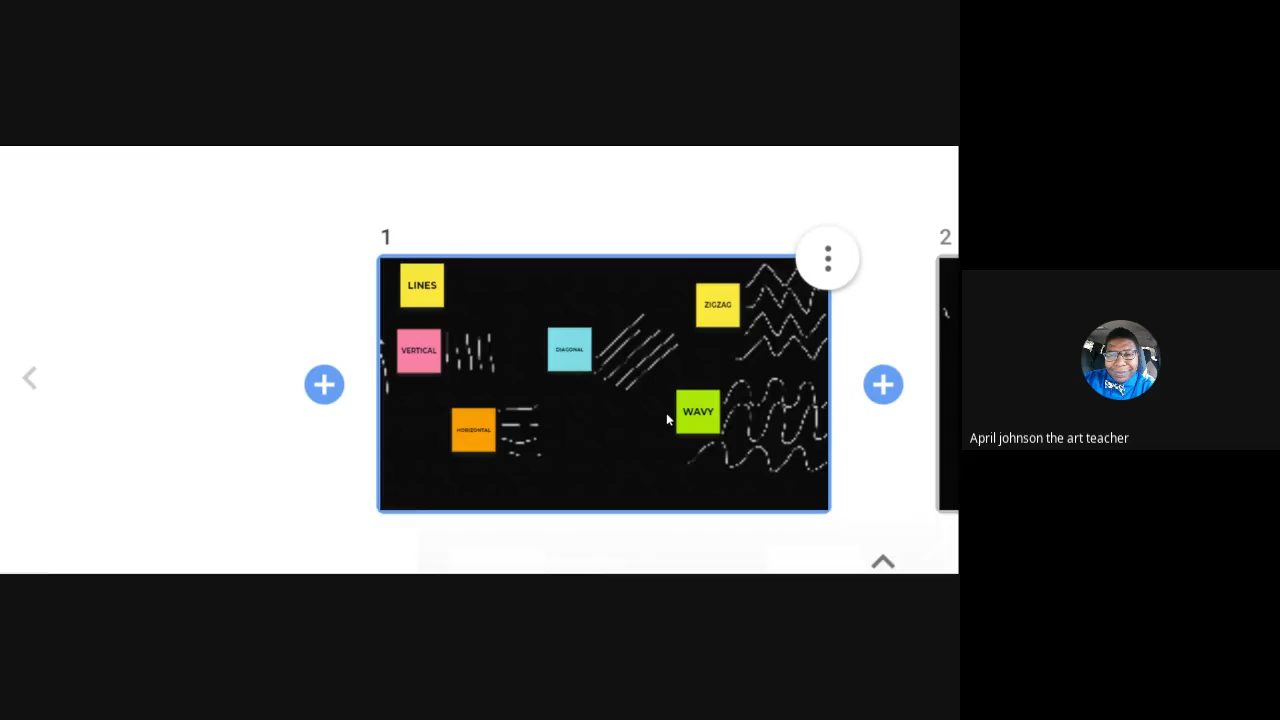 1
2
LINES
ZIGZAG
VERTICAL
DIAGONAL
WAVY
HORIZONTAL
April johnson the art teacher